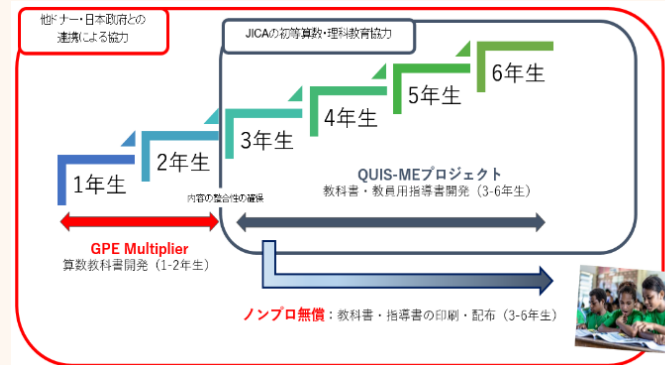 他ドナー・日本政府との
連携による協力
JICAの初等算数・理科教育協力
1年生
2年生
3年生
4年生
5年生
6年生
内容の整合性の確保
QUIS-MEプロジェクト
教科書・教員用指導書開発（3-6年生）
GPE Multiplier
算数教科書開発（1-2年生）
ノンプロ無償：教科書・指導書の印刷・配布（3-6年生）